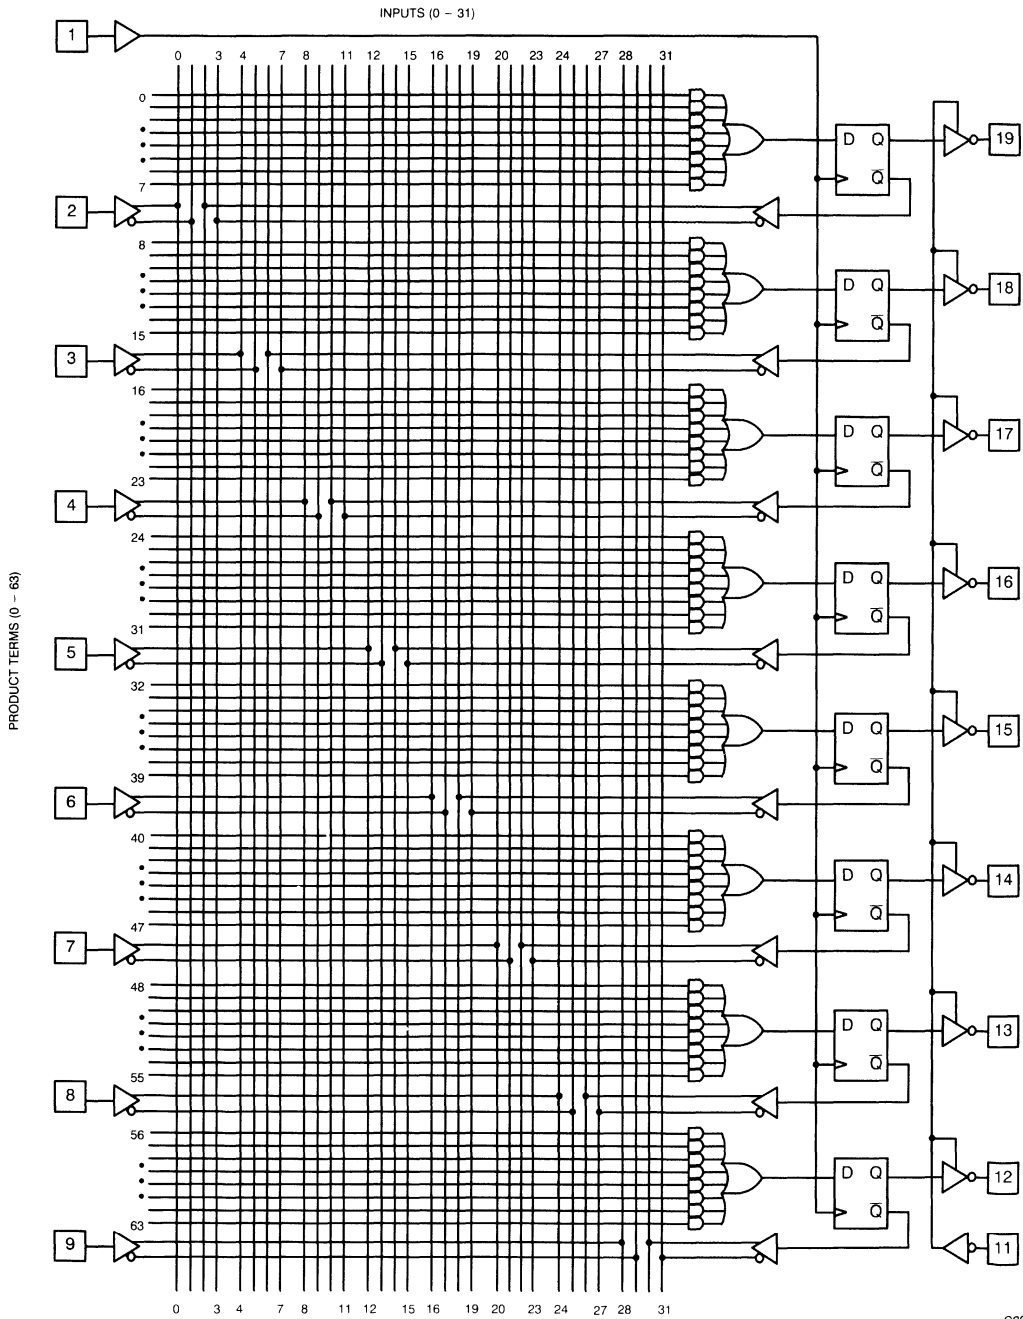 INPUTS (0 – 31)
1
0 3 4 7 8 11 12 15 16 19 20 23 24 27 28 31
0
D Q
19
7
Q̅
2
8
D Q
18
15
Q̅
3
16
D Q
17
23
Q̅
4
24
D Q
16
31
Q̅
5
PRODUCT TERMS (0 – 63)
32
D Q
15
39
Q̅
6
40
D Q
14
47
Q̅
7
48
D Q
13
55
Q̅
8
56
D Q
12
63
Q̅
9
11
0 3 4 7 8 11 12 15 16 19 20 23 24 27 28 31